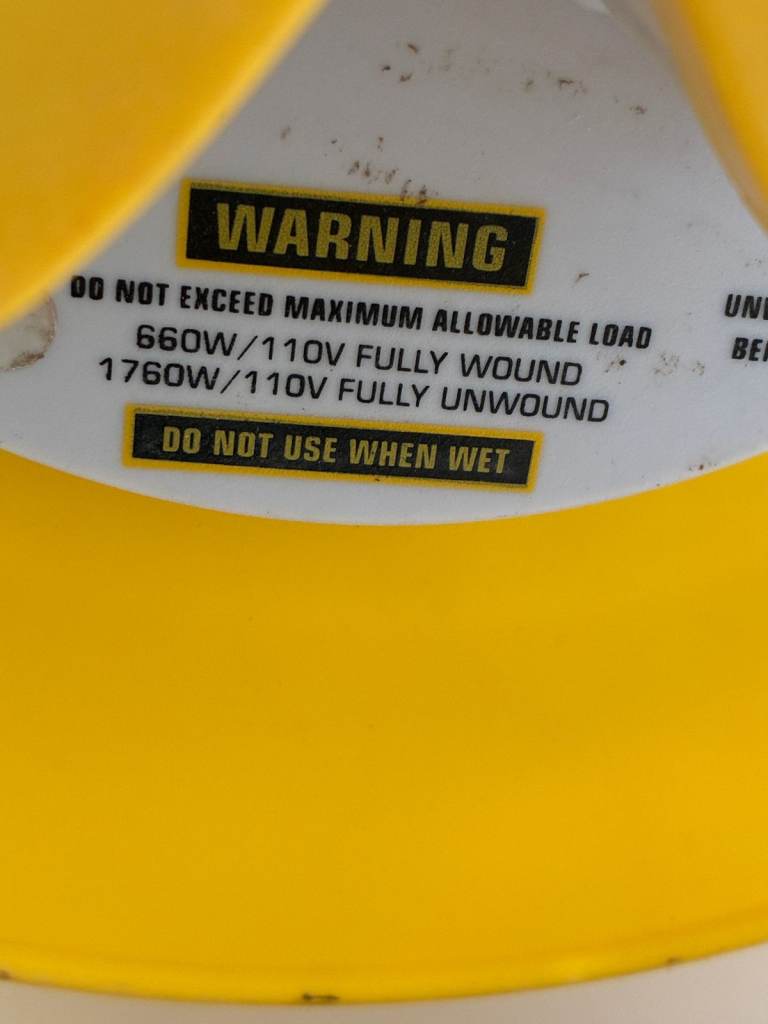 WARNING
DO NOT EXCEED MAXIMUM ALLOWABLE LOAD
660W/110V FULLY WOUND
1760W/110V FULLY UNWOUND
DO NOT USE WHEN WET